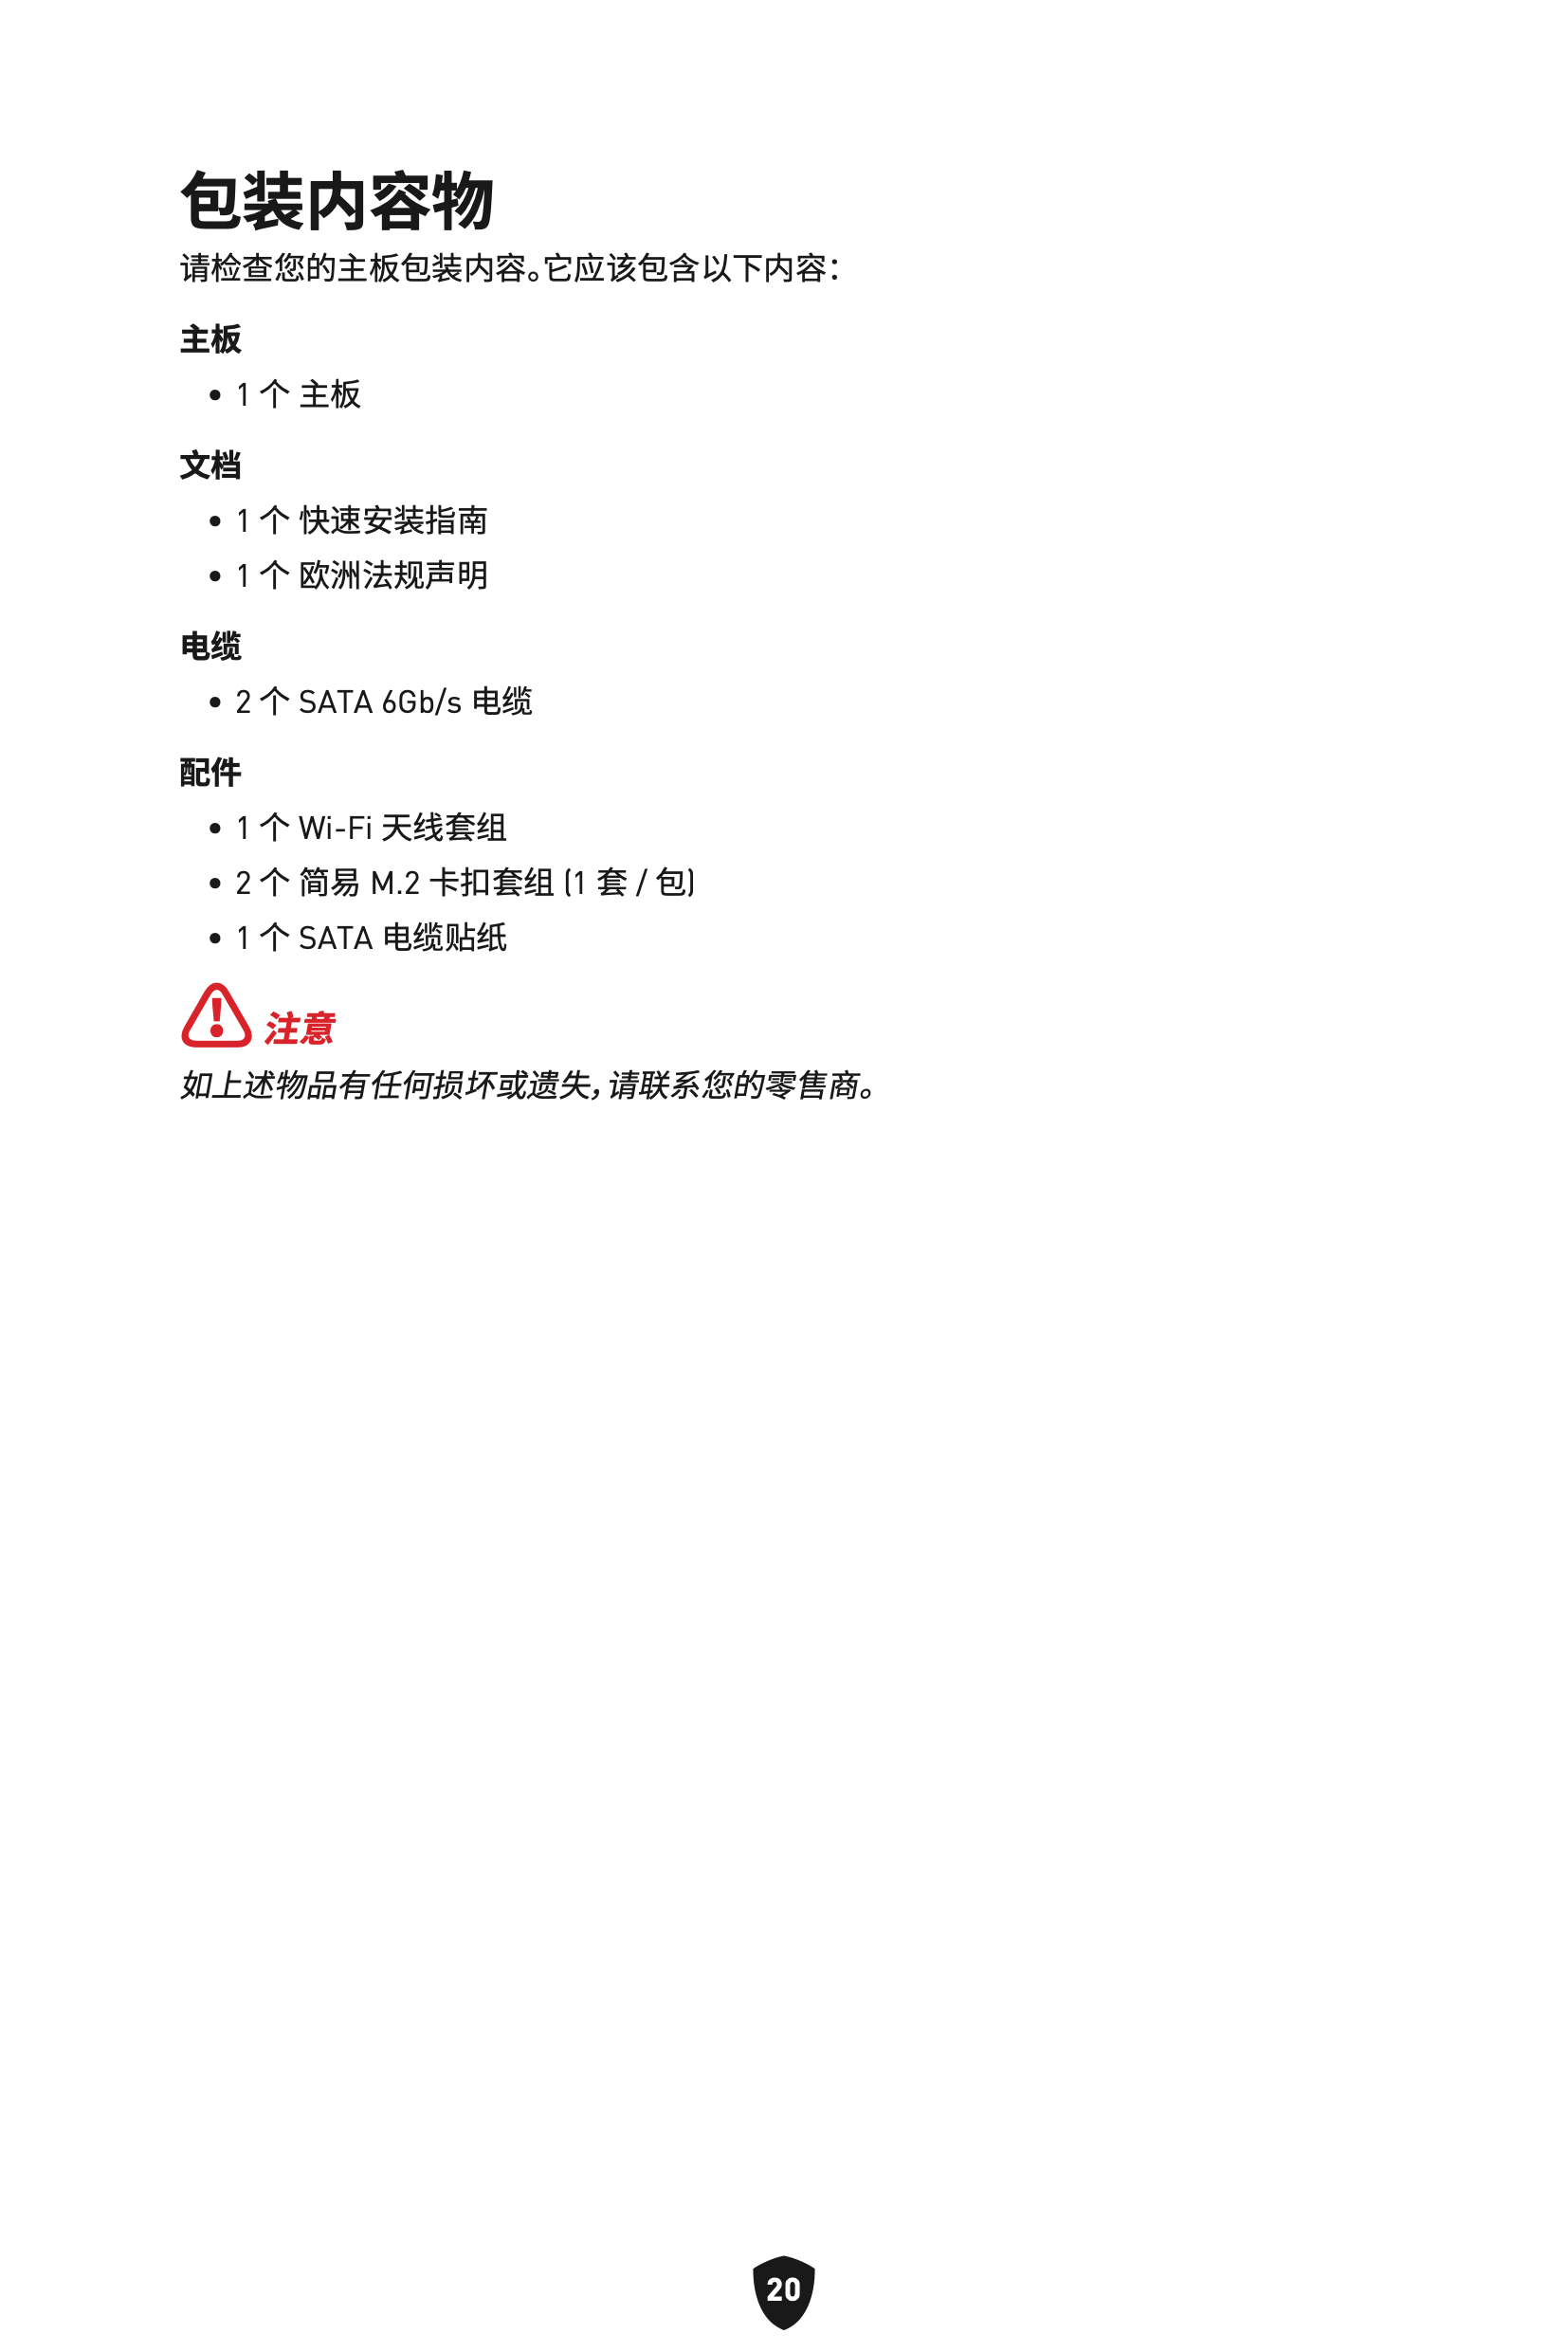 包装内容物
请检查您的主板包装内容。它应该包含以下内容：
主板
• 1 个 主板
文档
• 1 个 快速安装指南
• 1 个 欧洲法规声明
电缆
• 2 个 SATA 6Gb/s 电缆
配件
• 1 个 Wi-Fi 天线套组
• 2 个 简易 M.2 卡扣套组 (1 套 / 包)
• 1 个 SATA 电缆贴纸
注意
如上述物品有任何损坏或遗失，请联系您的零售商。
20